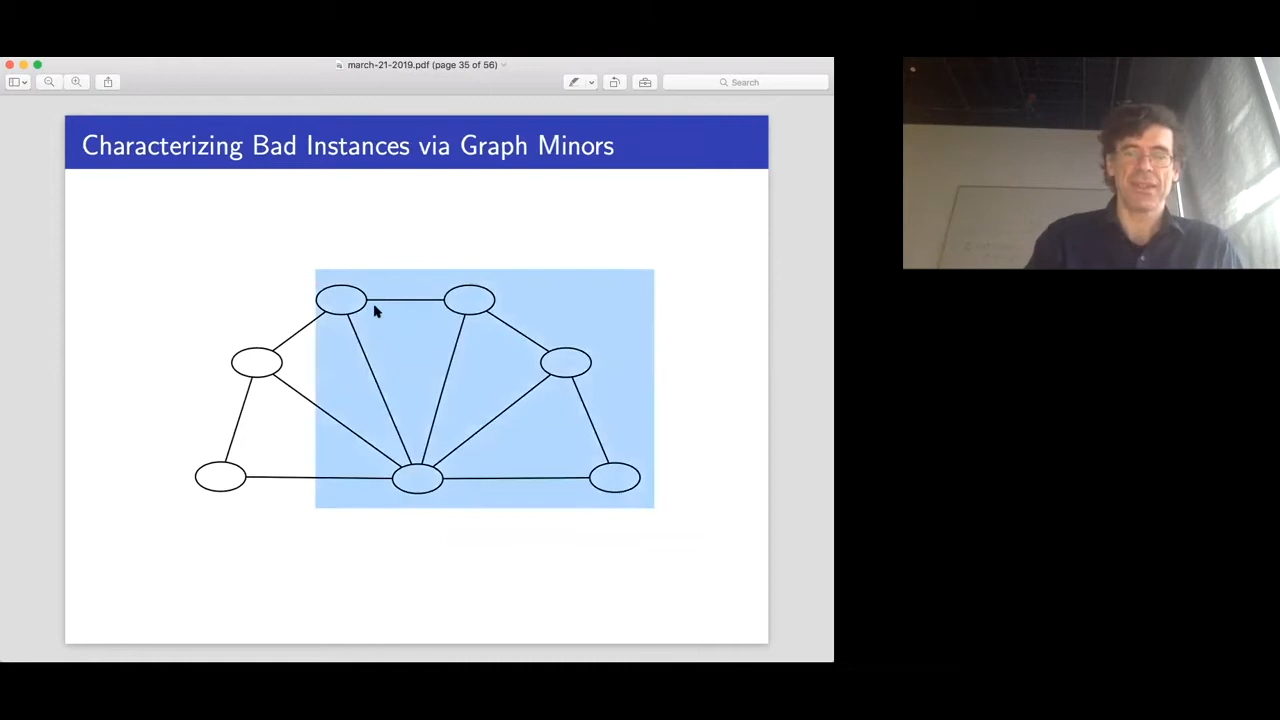 march-21-2019.pdf (page 35 of 56)
Search
Characterizing Bad Instances via Graph Minors